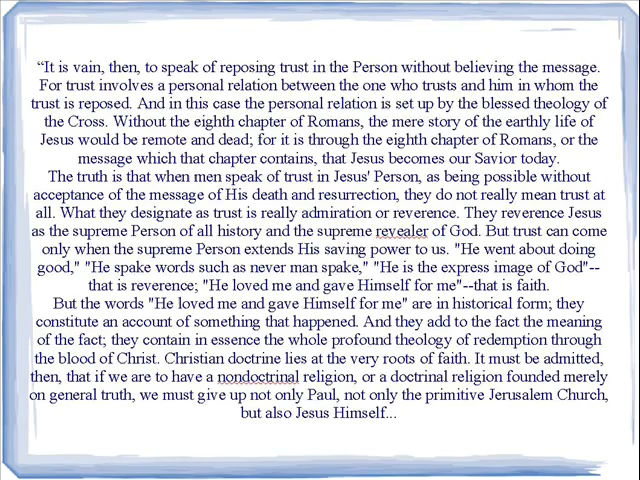 “It is vain, then, to speak of reposing trust in the Person without believing the message.
For trust involves a personal relation between the one who trusts and him in whom the
trust is reposed. And in this case the personal relation is set up by the blessed theology of
the Cross. Without the eighth chapter of Romans, the mere story of the earthly life of
Jesus would be remote and dead; for it is through the eighth chapter of Romans, or the
message which that chapter contains, that Jesus becomes our Savior today.
The truth is that when men speak of trust in Jesus' Person, as being possible without
acceptance of the message of His death and resurrection, they do not really mean trust at
all. What they designate as trust is really admiration or reverence. They reverence Jesus
as the supreme Person of all history and the supreme revealer of God. But trust can come
only when the supreme Person extends His saving power to us. "He went about doing
good," "He spake words such as never man spake," "He is the express image of God"--
that is reverence; "He loved me and gave Himself for me"--that is faith.
But the words "He loved me and gave Himself for me" are in historical form; they
constitute an account of something that happened. And they add to the fact the meaning
of the fact; they contain in essence the whole profound theology of redemption through
the blood of Christ. Christian doctrine lies at the very roots of faith. It must be admitted,
then, that if we are to have a nondoctrinal religion, or a doctrinal religion founded merely
on general truth, we must give up not only Paul, not only the primitive Jerusalem Church,
but also Jesus Himself...